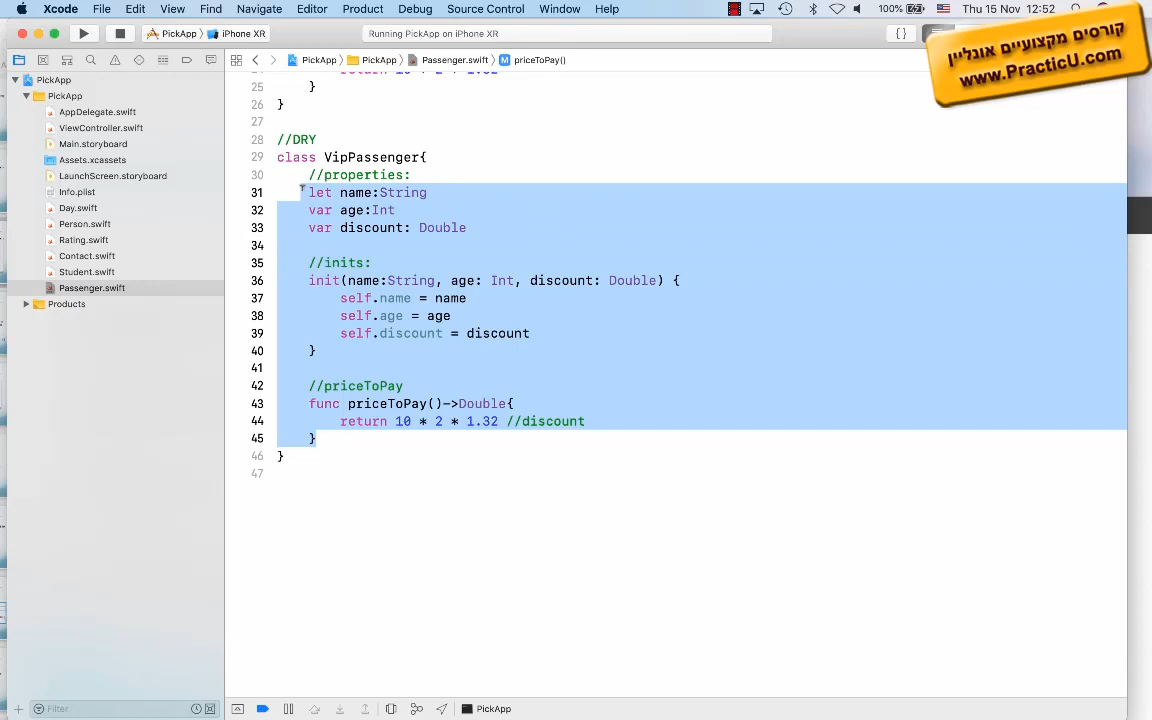 Xcode File Edit View Find Navigate Editor Product Debug Source Control Window Help 100% Thu 15 Nov 12:52
PickApp iPhone XR Running PickApp on iPhone XR { }
קורסים מקצועיים אונליין
www.PracticU.com
PickApp PickApp Passenger.swift M priceToPay()
PickApp
PickApp
AppDelegate.swift
ViewController.swift
Main.storyboard
Assets.xcassets
LaunchScreen.storyboard
Info.plist
Day.swift
Person.swift
Rating.swift
Contact.swift
Student.swift
Passenger.swift
Products
return 10 * 2 * 1.32
25 }
26 }
27
28 //DRY
29 class VipPassenger{
30 //properties:
31 let name:String
32 var age:Int
33 var discount: Double
34
35 //inits:
36 init(name:String, age: Int, discount: Double) {
37 self.name = name
38 self.age = age
39 self.discount = discount
40 }
41
42 //priceToPay
43 func priceToPay()->Double{
44 return 10 * 2 * 1.32 //discount
45 }
46 }
47
Filter PickApp